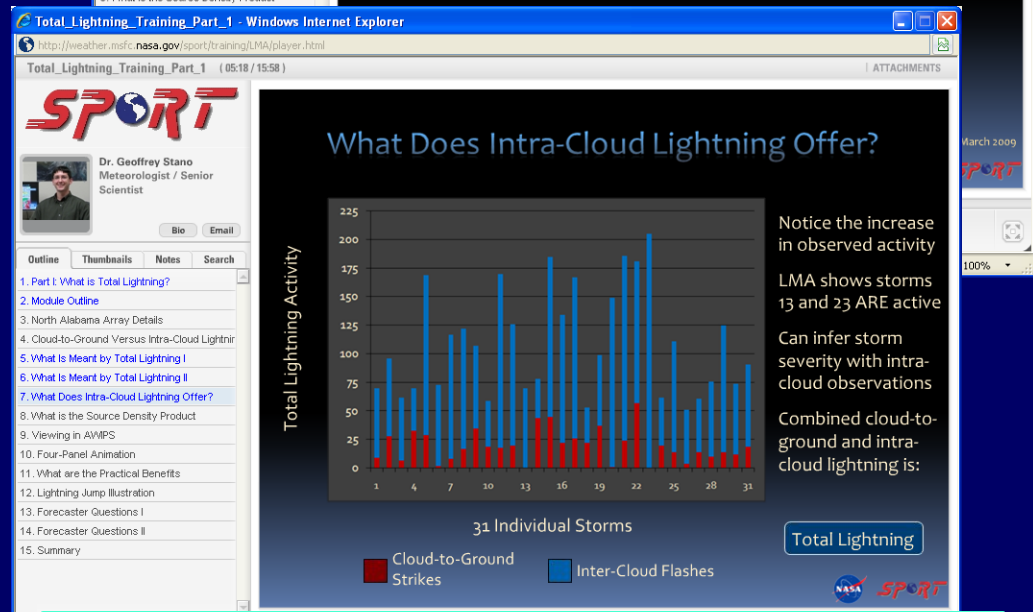 Total_Lightning_Training_Part_1 - Windows Internet Explorer
http://weather.msfc.nasa.gov/sport/training/LMA/player.html
Total_Lightning_Training_Part_1 ( 05:18 / 15:58 )
ATTACHMENTS
SPORT
Dr. Geoffrey Stano
Meteorologist / Senior
Scientist
Bio
Email
Outline
Thumbnails
Notes
Search
1. Part I: What is Total Lightning?
2. Module Outline
3. North Alabama Array Details
4. Cloud-to-Ground Versus Intra-Cloud Lightnir
5. What Is Meant by Total Lightning I
6. What Is Meant by Total Lightning II
7. What Does Intra-Cloud Lightning Offer?
8. What is the Source Density Product
9. Viewing in AWIPS
10. Four-Panel Animation
11. What are the Practical Benefits
12. Lightning Jump Illustration
13. Forecaster Questions I
14. Forecaster Questions II
15. Summary
What Does Intra-Cloud Lightning Offer?
Total Lightning Activity
225
200
175
150
125
100
75
50
25
0
1 4 7 10 13 16 19 22 25 28 31
31 Individual Storms
Cloud-to-Ground
Strikes
Inter-Cloud Flashes
Notice the increase
in observed activity
LMA shows storms
13 and 23 ARE active
Can infer storm
severity with intra-
cloud observations
Combined cloud-to-
ground and intra-
cloud lightning is:
Total Lightning
NASA
SPORT
March 2009
SPORT
100%